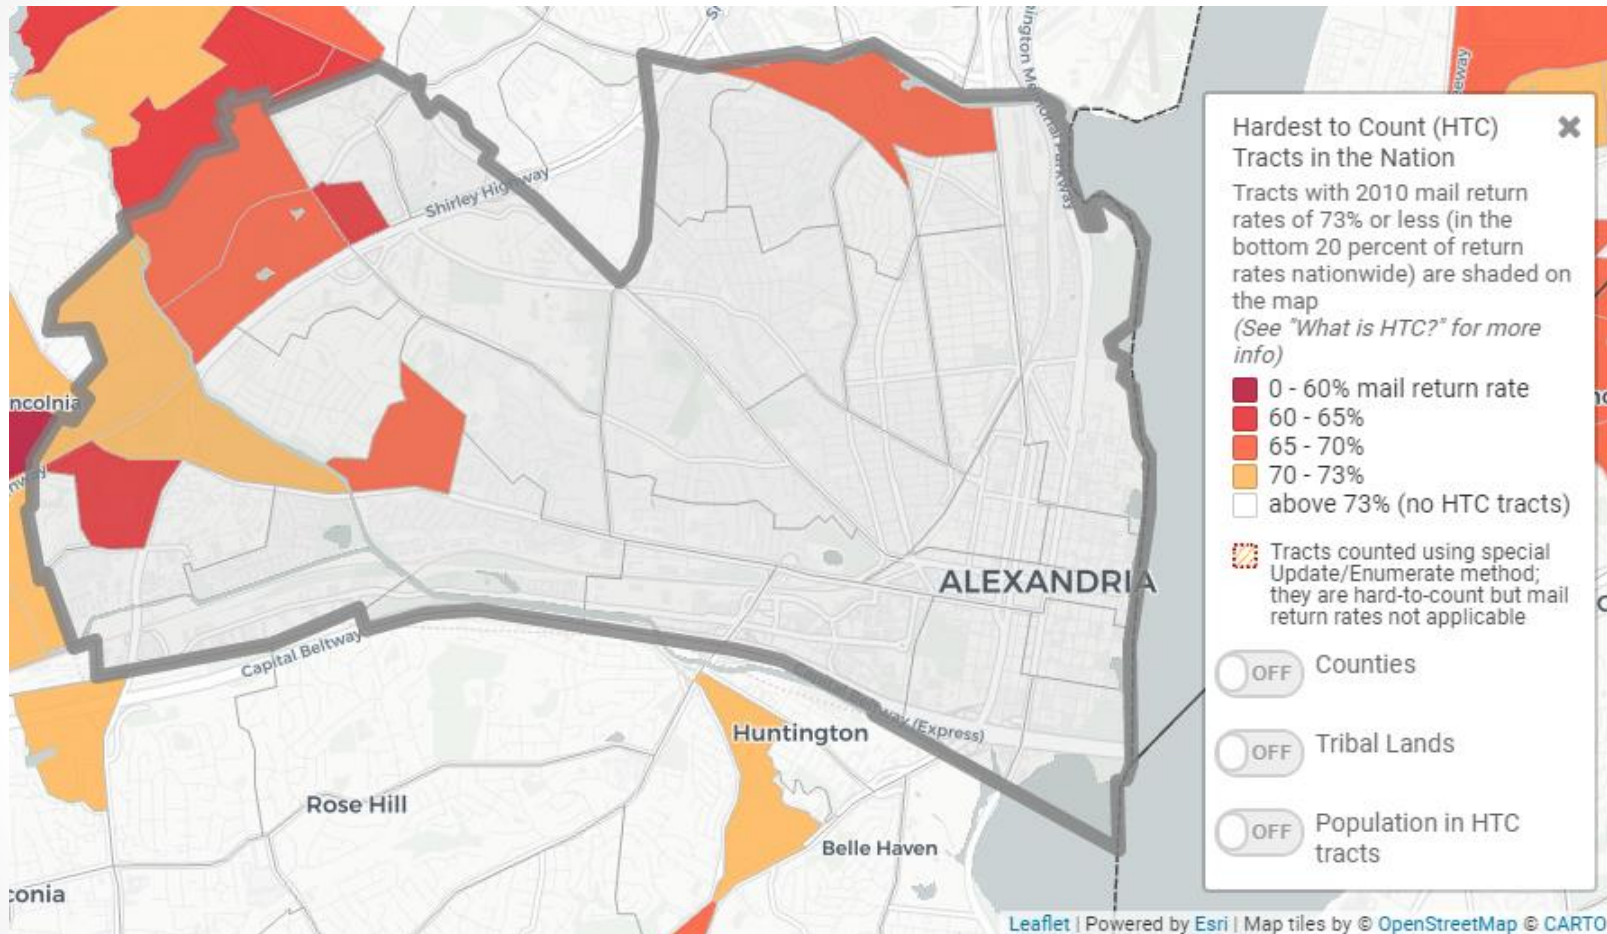 Shirley Highway
ncolnia
ALEXANDRIA
Capital Beltway
(Express)
Huntington
Rose Hill
Belle Haven
conia
Hardest to Count (HTC)
Tracts in the Nation
Tracts with 2010 mail return
rates of 73% or less (in the
bottom 20 percent of return
rates nationwide) are shaded on
the map
(See "What is HTC?" for more
info)
0 - 60% mail return rate
60 - 65%
65 - 70%
70 - 73%
above 73% (no HTC tracts)
Tracts counted using special
Update/Enumerate method;
they are hard-to-count but mail
return rates not applicable
OFF Counties
OFF Tribal Lands
OFF Population in HTC
tracts
Leaflet | Powered by Esri | Map tiles by © OpenStreetMap © CARTO